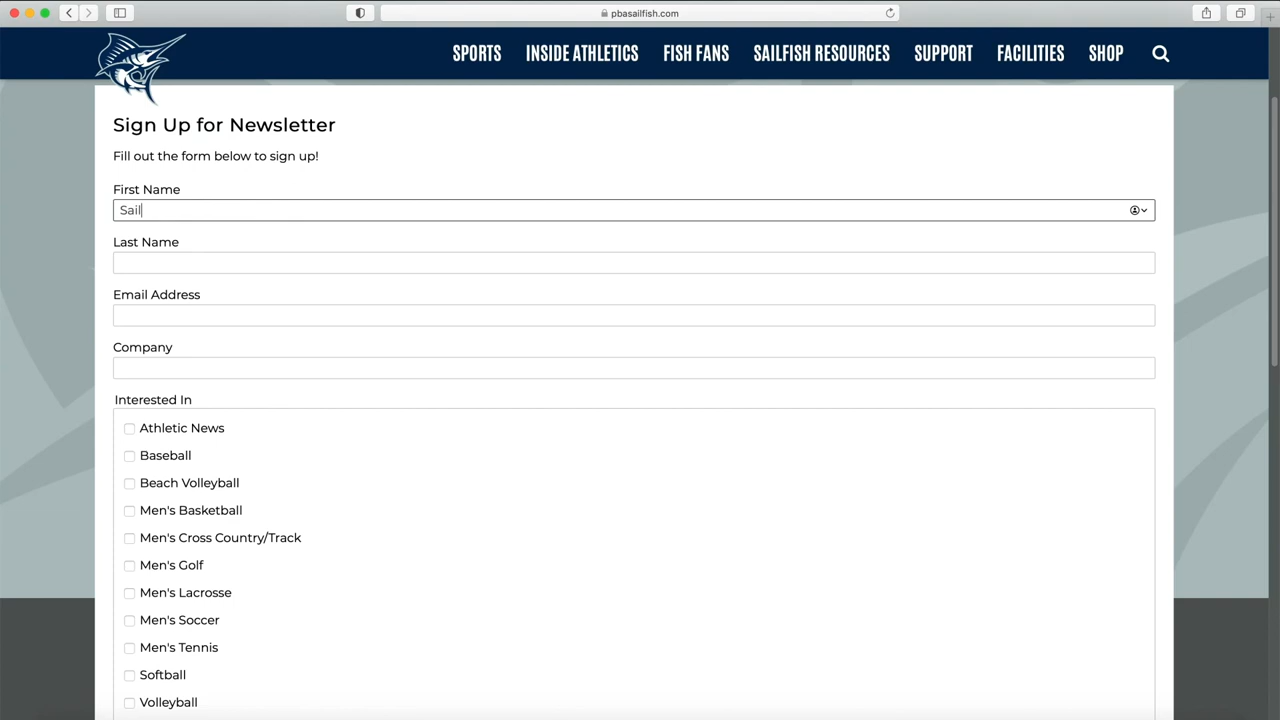 pbasailfish.com
SPORTS INSIDE ATHLETICS FISH FANS SAILFISH RESOURCES SUPPORT FACILITIES SHOP
Sign Up for Newsletter
Fill out the form below to sign up!
First Name
Sail
Last Name
Email Address
Company
Interested In
Athletic News
Baseball
Beach Volleyball
Men's Basketball
Men's Cross Country/Track
Men's Golf
Men's Lacrosse
Men's Soccer
Men's Tennis
Softball
Volleyball